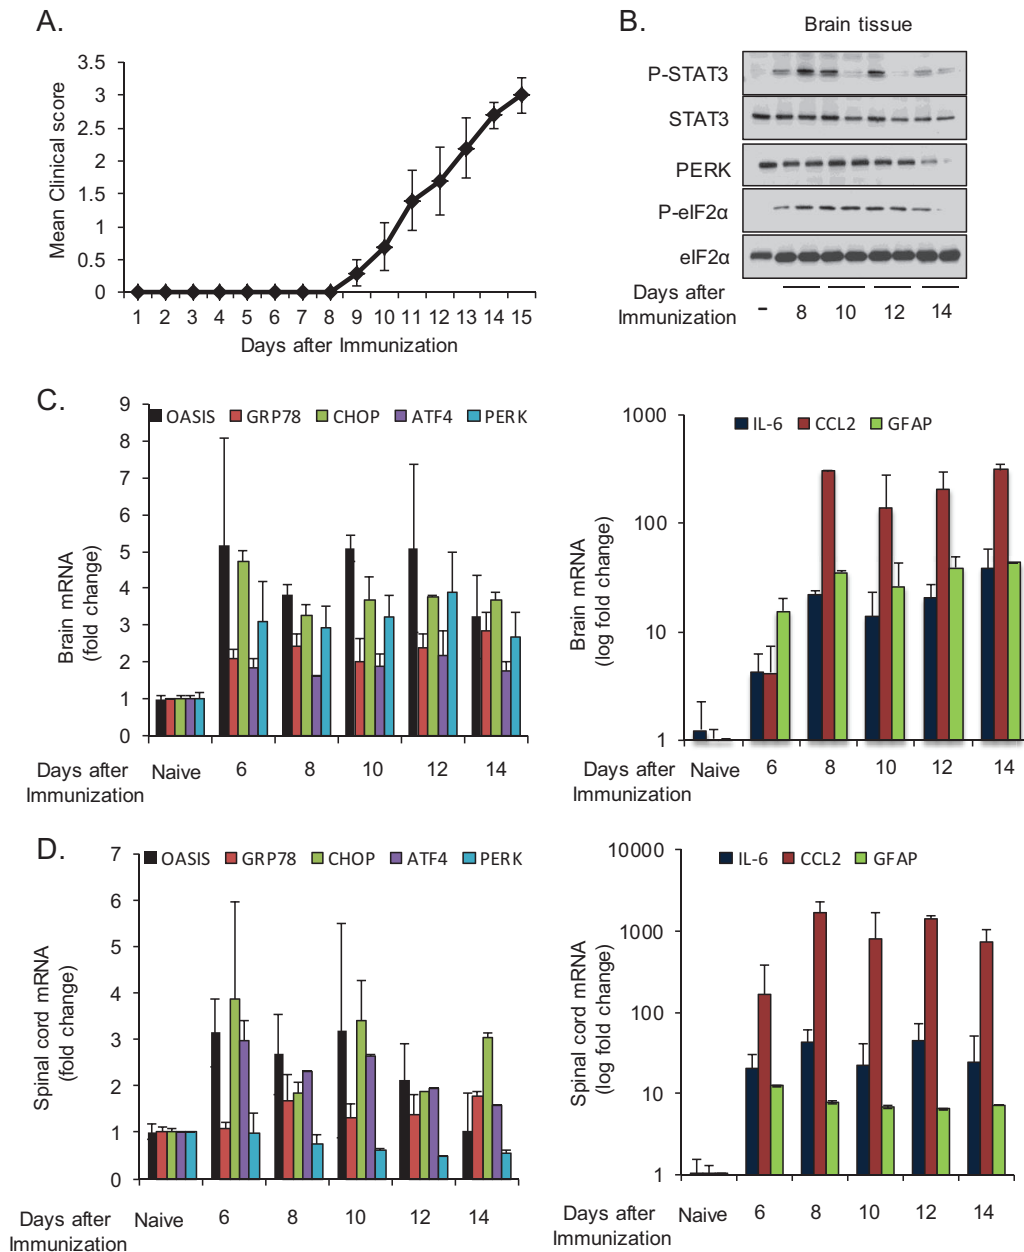 A.
3.5
3
2.5
2
1.5
1
0.5
0
Mean Clinical score
1 2 3 4 5 6 7 8 9 10 11 12 13 14 15
Days after Immunization
B.
Brain tissue
P-STAT3
STAT3
PERK
P-eIF2α
eIF2α
Days after
Immunization
- 8 10 12 14
C.
9
8
7
6
5
4
3
2
1
0
Brain mRNA
(fold change)
OASIS GRP78 CHOP ATF4 PERK
Days after
Immunization
Naive 6 8 10 12 14
1000
100
10
1
Brain mRNA
(log fold change)
IL-6 CCL2 GFAP
Days after
Immunization
Naive 6 8 10 12 14
D.
7
6
5
4
3
2
1
0
Spinal cord mRNA
(fold change)
OASIS GRP78 CHOP ATF4 PERK
Days after
Immunization
Naive 6 8 10 12 14
10000
1000
100
10
1
Spinal cord mRNA
(log fold change)
IL-6 CCL2 GFAP
Days after
Immunization
Naive 6 8 10 12 14